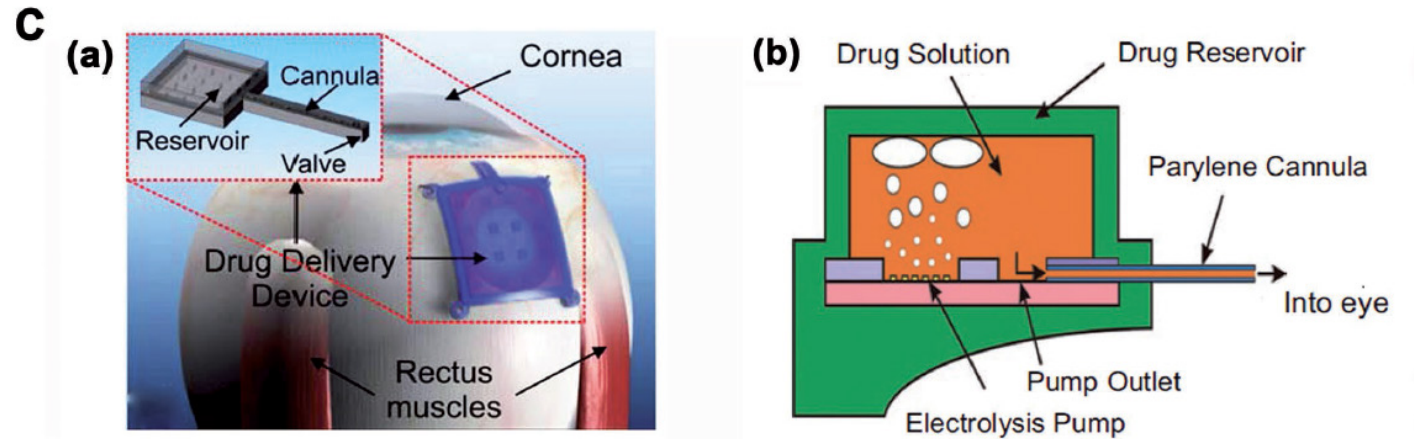 C
(a)
Cannula
Reservoir
Valve
Cornea
Drug Delivery
Device
Rectus
muscles
(b)
Drug Solution
Drug Reservoir
Parylene Cannula
Into eye
Pump Outlet
Electrolysis Pump